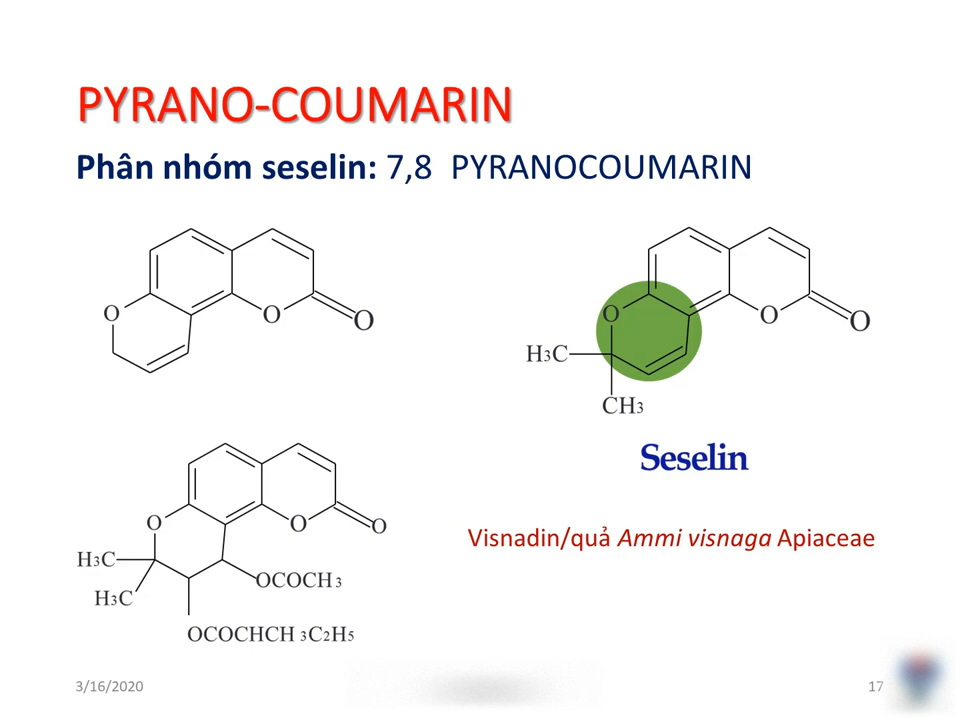 PYRANO-COUMARIN
Phân nhóm seselin: 7,8 PYRANOCOUMARIN
O
O
O
O
O
O
H3C
CH3
Seselin
O
O
O
H3C
H3C
OCOCH3
OCOCHCH3C2H5
Visnadin/quả Ammi visnaga Apiaceae
3/16/2020
17